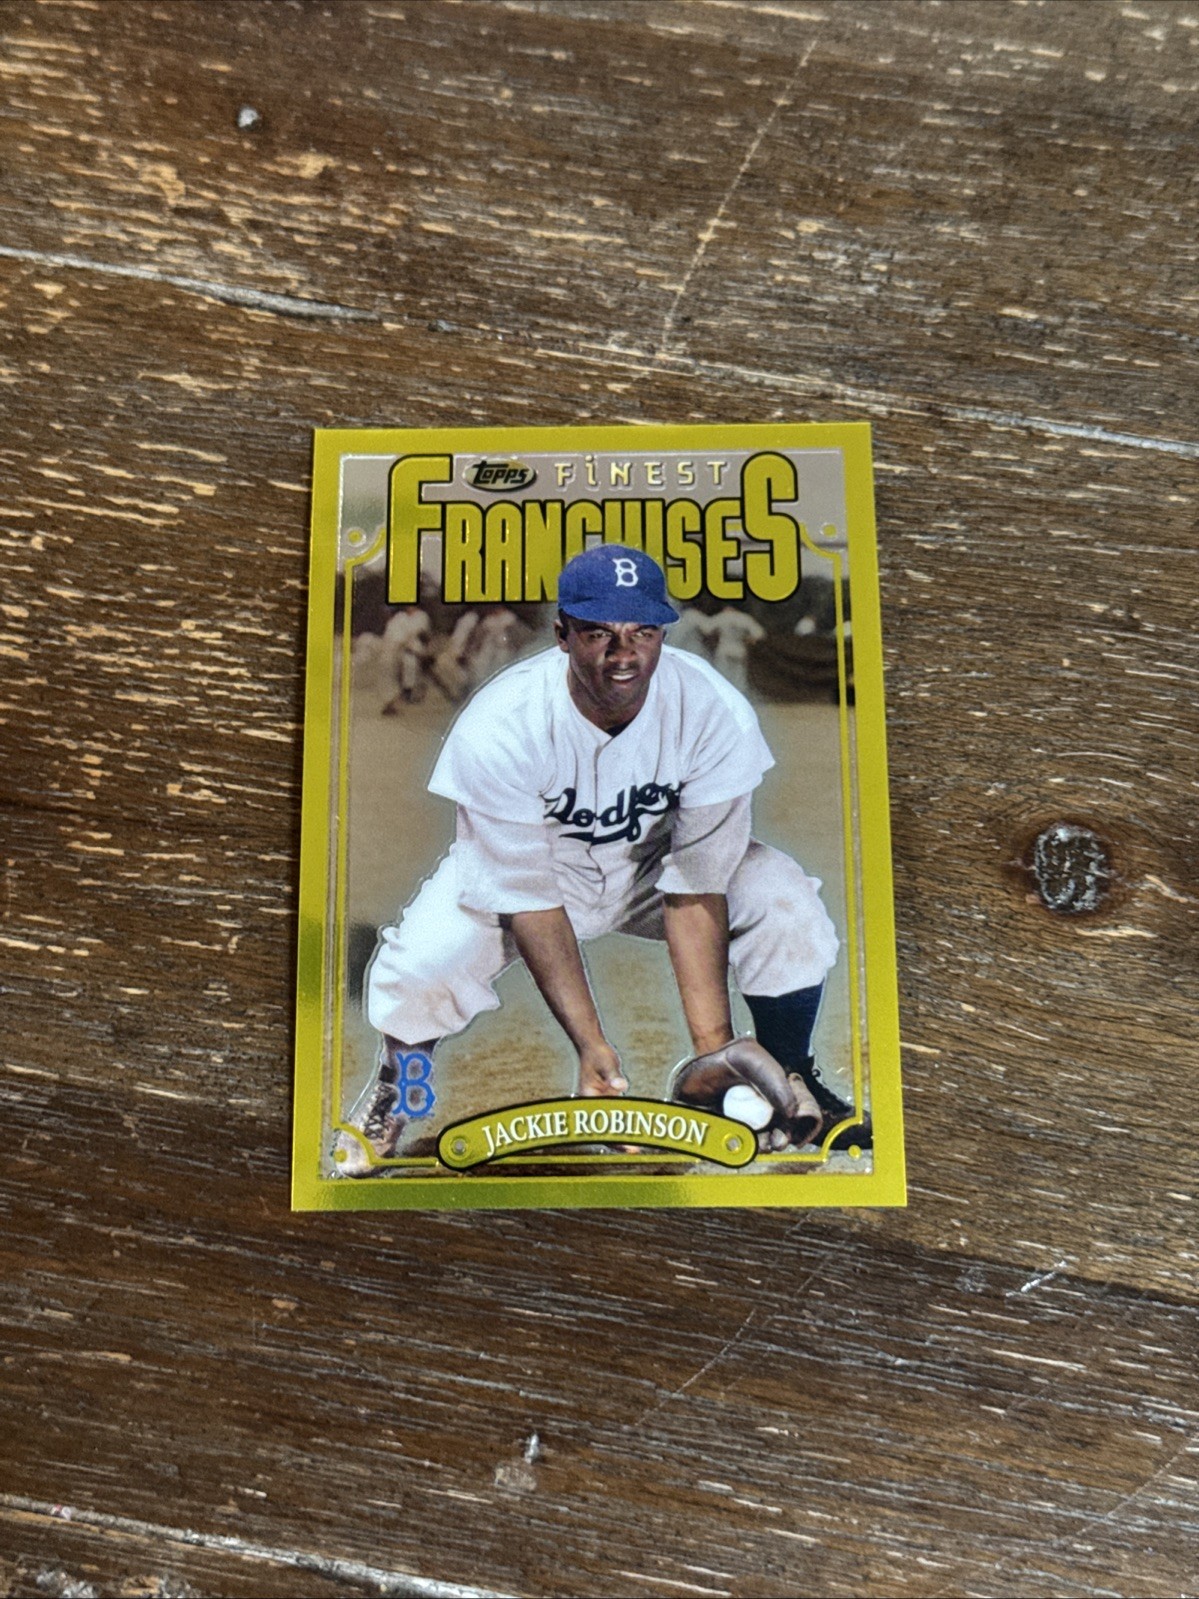 Topps FiNEST
FRANCHISES
B
Dodgers
B
JACKIE ROBINSON